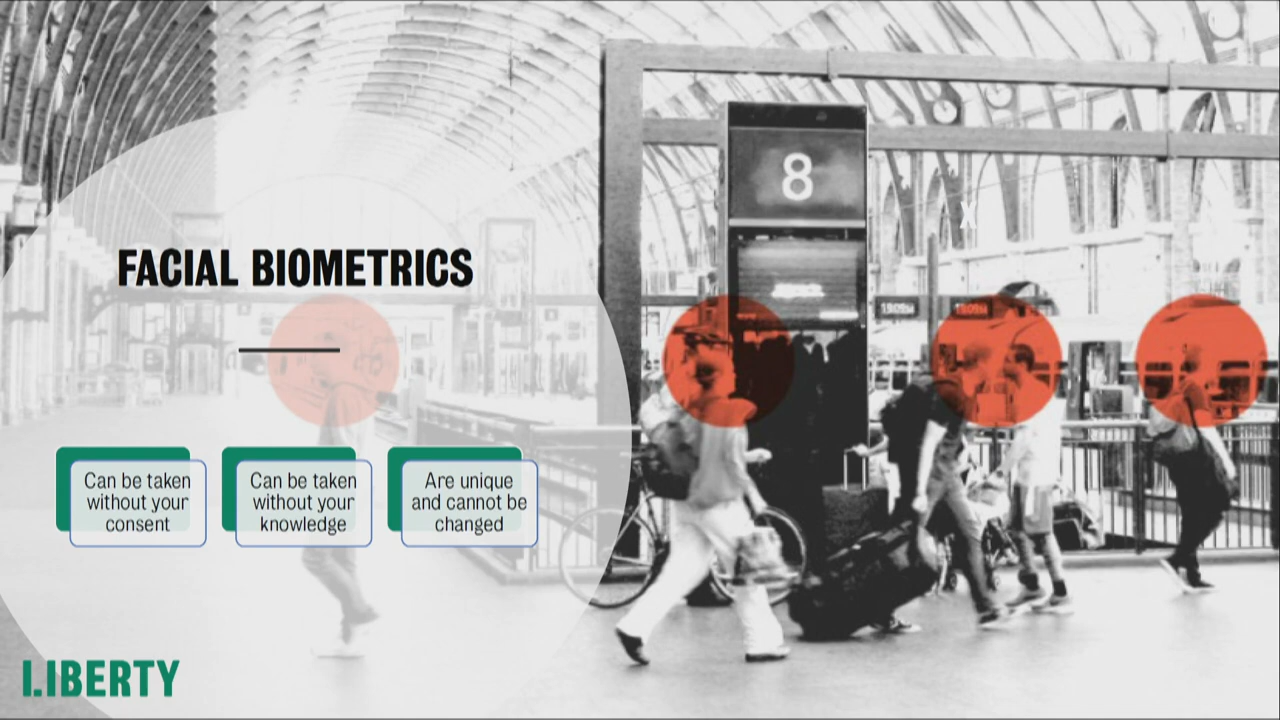 8
X
FACIAL BIOMETRICS
Can be taken
without your
consent
Can be taken
without your
knowledge
Are unique
and cannot be
changed
LIBERTY